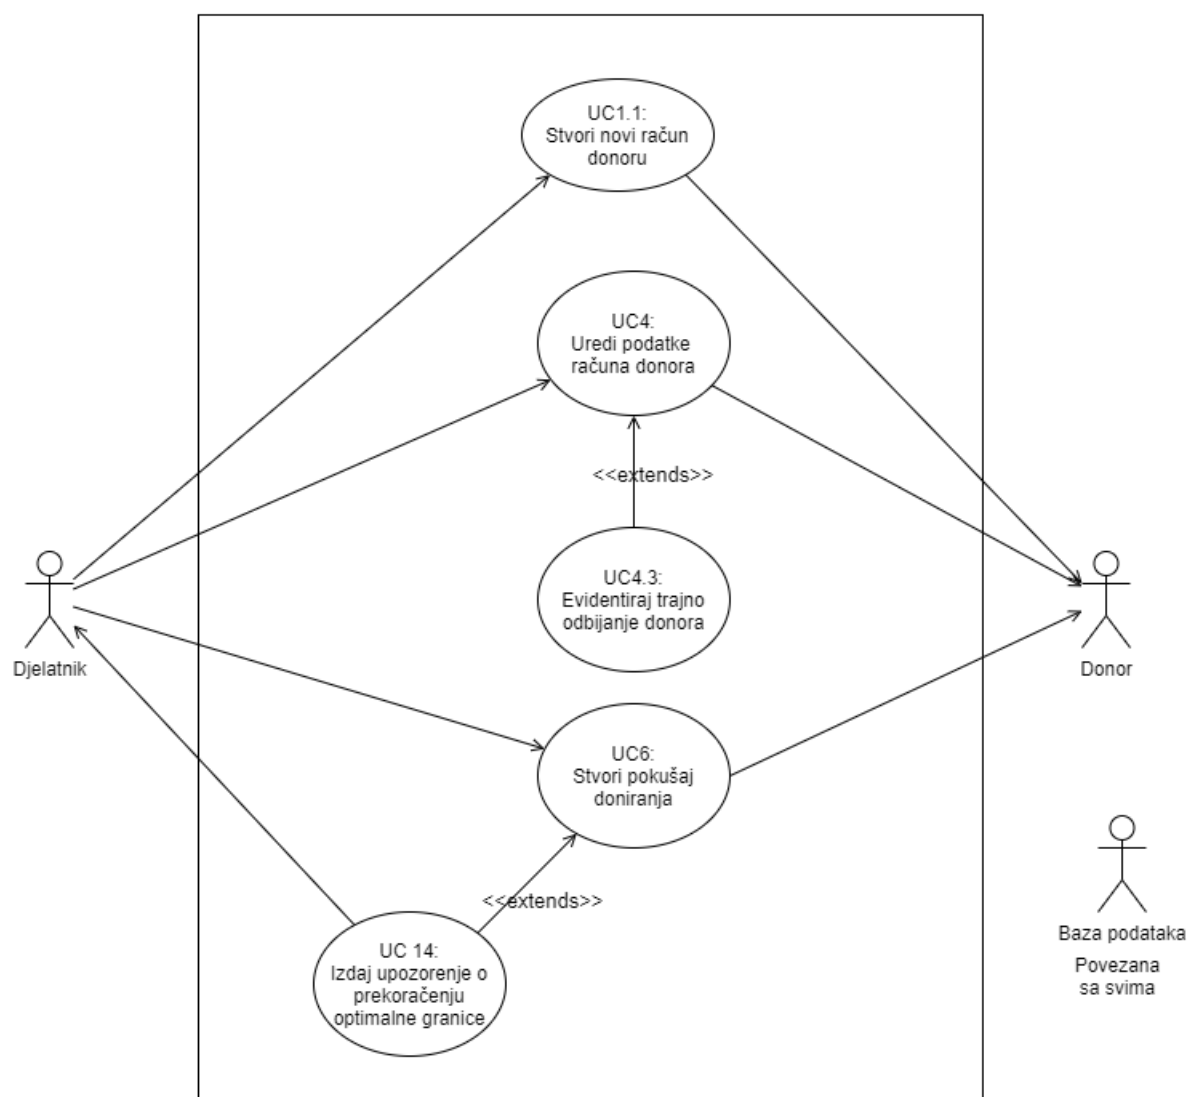 UC1.1:
Stvori novi račun
donoru
UC4:
Uredi podatke
računa donora
<<extends>>
UC4.3:
Evidentiraj trajno
odbijanje donora
Djelatnik
Donor
UC6:
Stvori pokušaj
doniranja
<<extends>>
UC 14:
Izdaj upozorenje o
prekoračenju
optimalne granice
Baza podataka
Povezana
sa svima